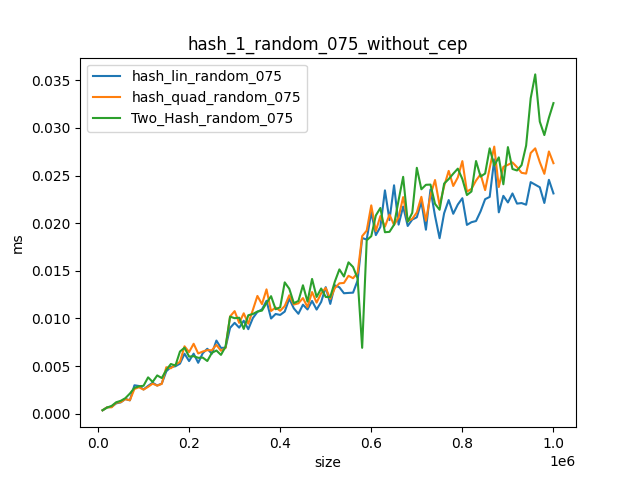 hash_1_random_075_without_cep
hash_lin_random_075
hash_quad_random_075
Two_Hash_random_075
ms
0.035
0.030
0.025
0.020
0.015
0.010
0.005
0.000
0.0 0.2 0.4 0.6 0.8 1.0
size
1e6